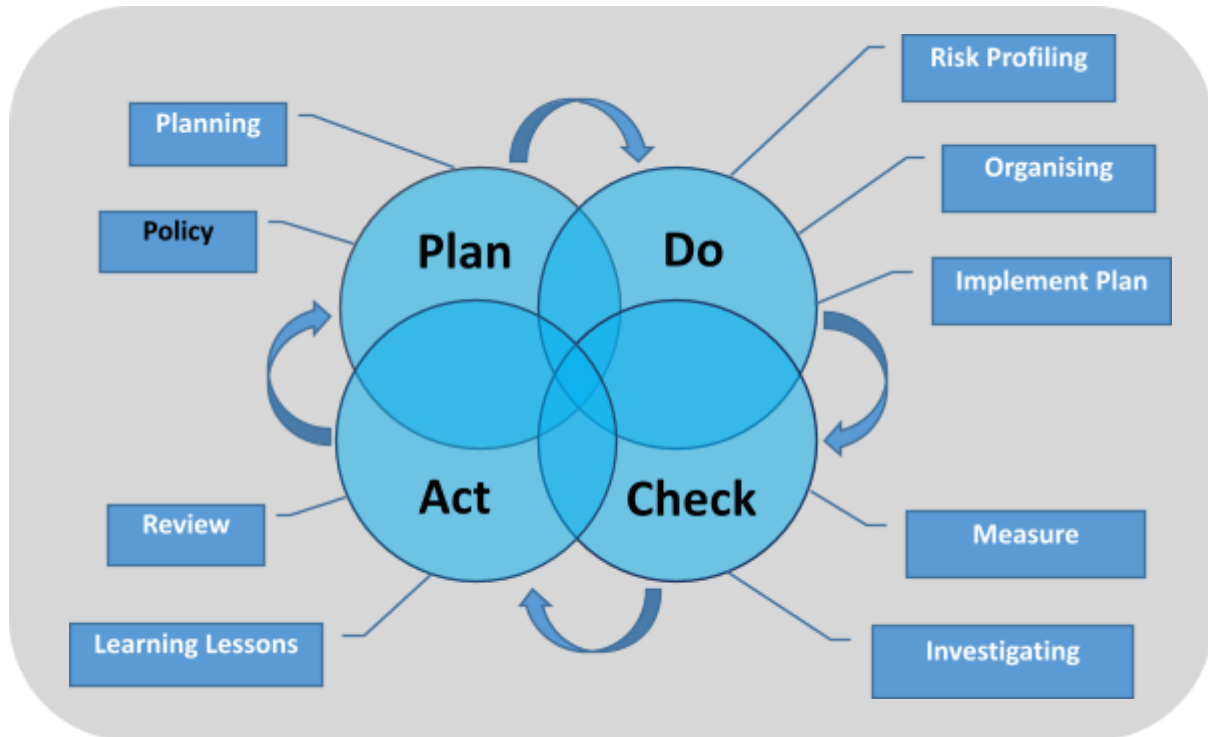 Risk Profiling
Planning
Organising
Policy
Plan
Do
Implement Plan
Act
Check
Review
Measure
Learning Lessons
Investigating